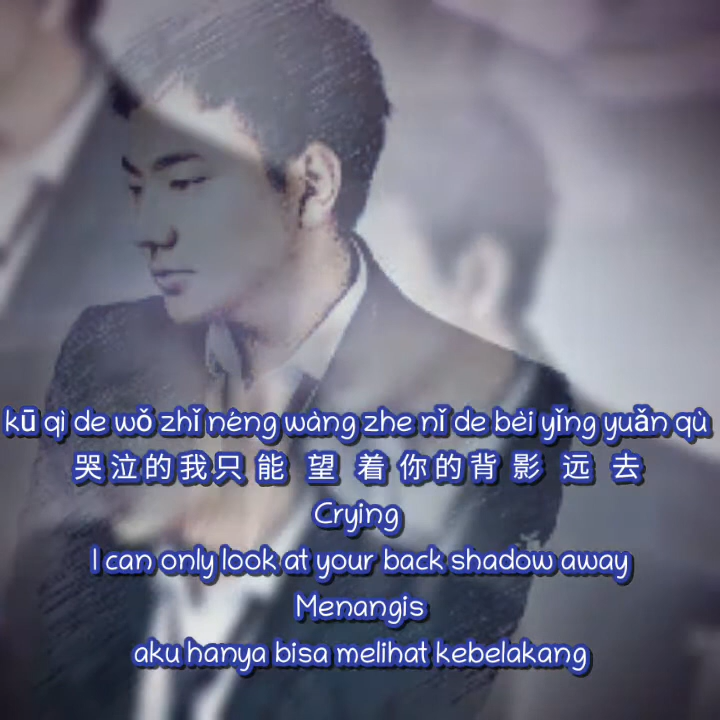 kū qì de wǒ zhǐ néng wàng zhe nǐ de bèi yǐng yuǎn qù
哭泣的我只 能 望 着 你的背 影 远 去
Crying
I can only look at your back shadow away
Menangis
aku hanya bisa melihat kebelakang